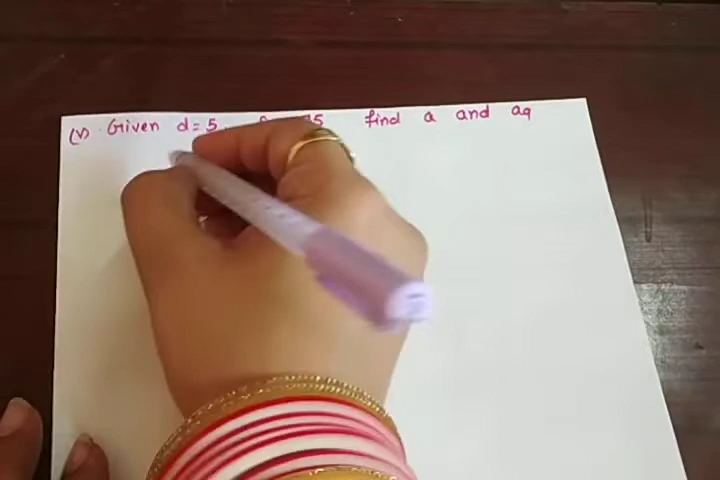 (v). Given d=5, find a and a9